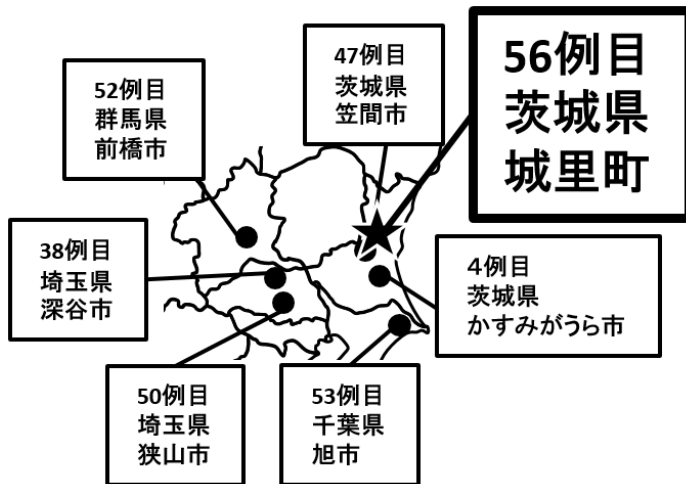 56例目
茨城県
城里町
47例目
茨城県
笠間市
52例目
群馬県
前橋市
38例目
埼玉県
深谷市
４例目
茨城県
かすみがうら市
50例目
埼玉県
狭山市
53例目
千葉県
旭市